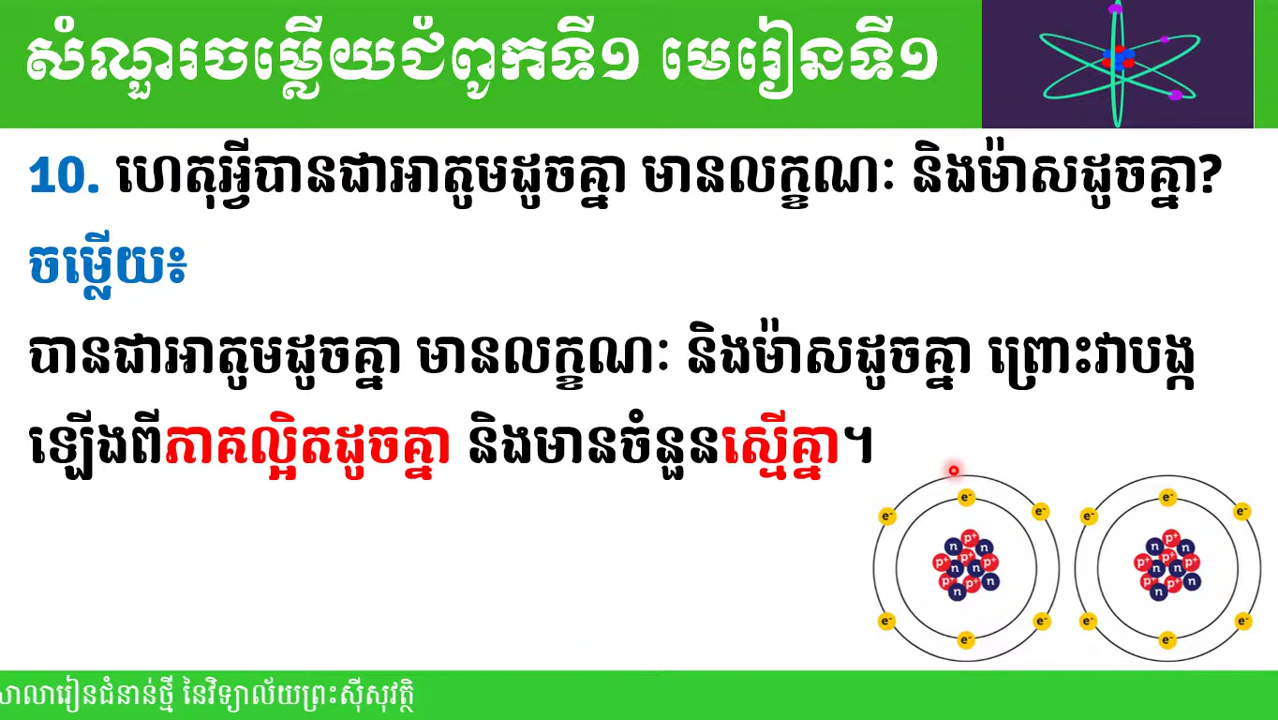 សំណួរចម្លើយជំពូកទី១ មេរៀនទី១
10. ហេតុអ្វីបានជាអាតូមដូចគ្នា មានលក្ខណៈ និងម៉ាសដូចគ្នា?
ចម្លើយ៖
បានជាអាតូមដូចគ្នា មានលក្ខណៈ និងម៉ាសដូចគ្នា ព្រោះវាបង្ក
ឡើងពីភាគល្អិតដូចគ្នា និងមានចំនួនស្មើគ្នា។
e⁻ e⁻
e⁻ e⁻ e⁻ e⁻
p⁺ p⁺
n n n n
p⁺ p⁺ p⁺ p⁺ p⁺ p⁺
n n n n
p⁺ p⁺ n p⁺ p⁺ n
n n
e⁻ e⁻ e⁻ e⁻
e⁻ e⁻
សាលារៀនជំនាន់ថ្មី នៃវិទ្យាល័យព្រះស៊ីសុវត្ថិ